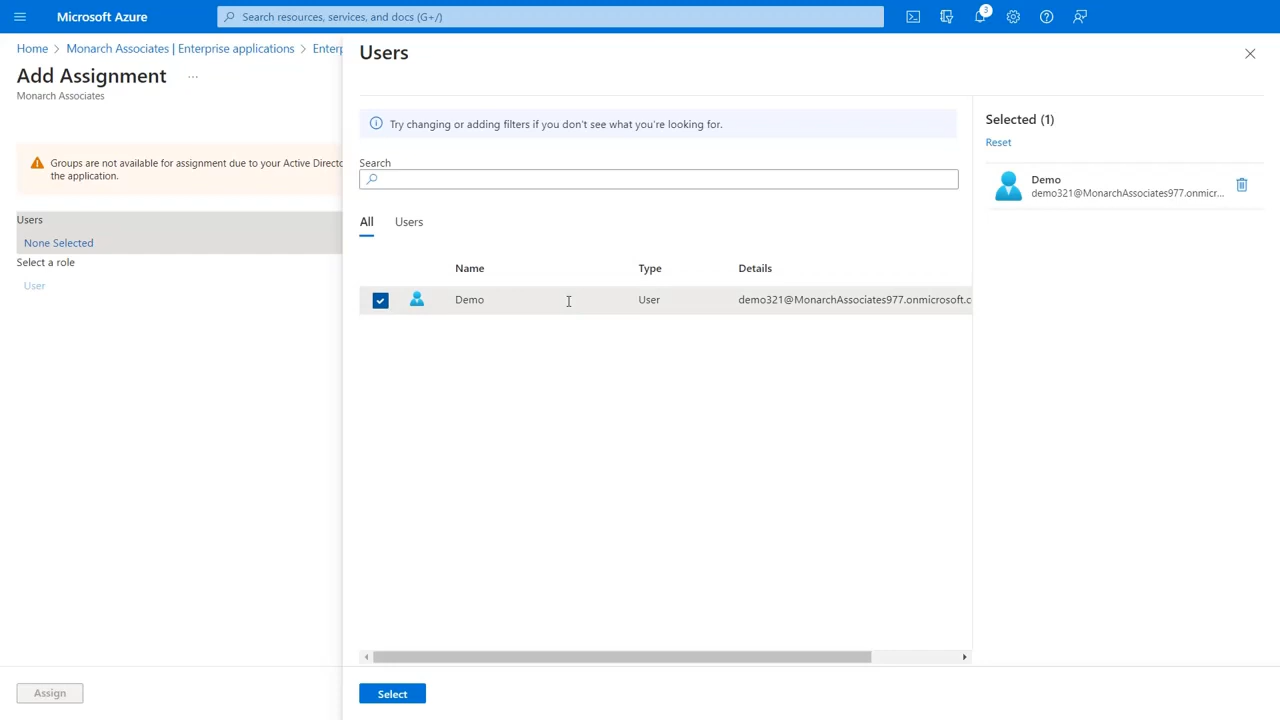 Microsoft Azure
Search resources, services, and docs (G+/)
3
Home > Monarch Associates | Enterprise applications > Enterp
Add Assignment ...
Monarch Associates
Groups are not available for assignment due to your Active Directo
the application.
Users
None Selected
Select a role
User
Assign
Users
Try changing or adding filters if you don't see what you're looking for.
Search
All Users
Name Type Details
Demo User demo321@MonarchAssociates977.onmicrosoft.c
Select
Selected (1)
Reset
Demo
demo321@MonarchAssociates977.onmicr...